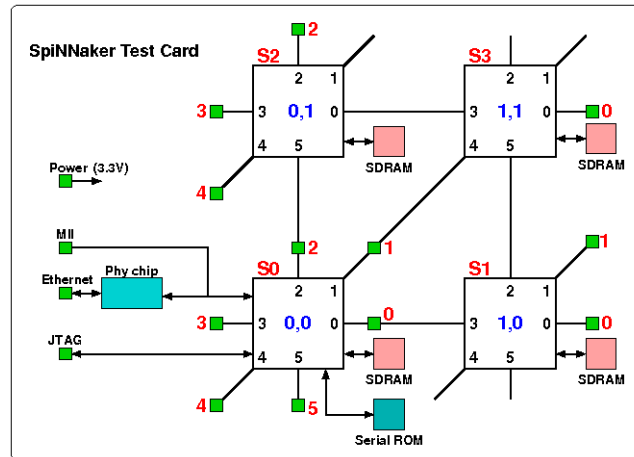 SpiNNaker Test Card
2
S2
S3
2
1
2
1
3
3
0,1
0
3
1,1
0
0
4
5
4
5
SDRAM
SDRAM
Power (3.3V)
4
MII
2
1
1
S0
S1
Phy chip
Ethernet
2
1
2
1
0
3
3
0,0
0
3
1,0
0
0
JTAG
4
5
4
5
SDRAM
SDRAM
4
5
Serial ROM